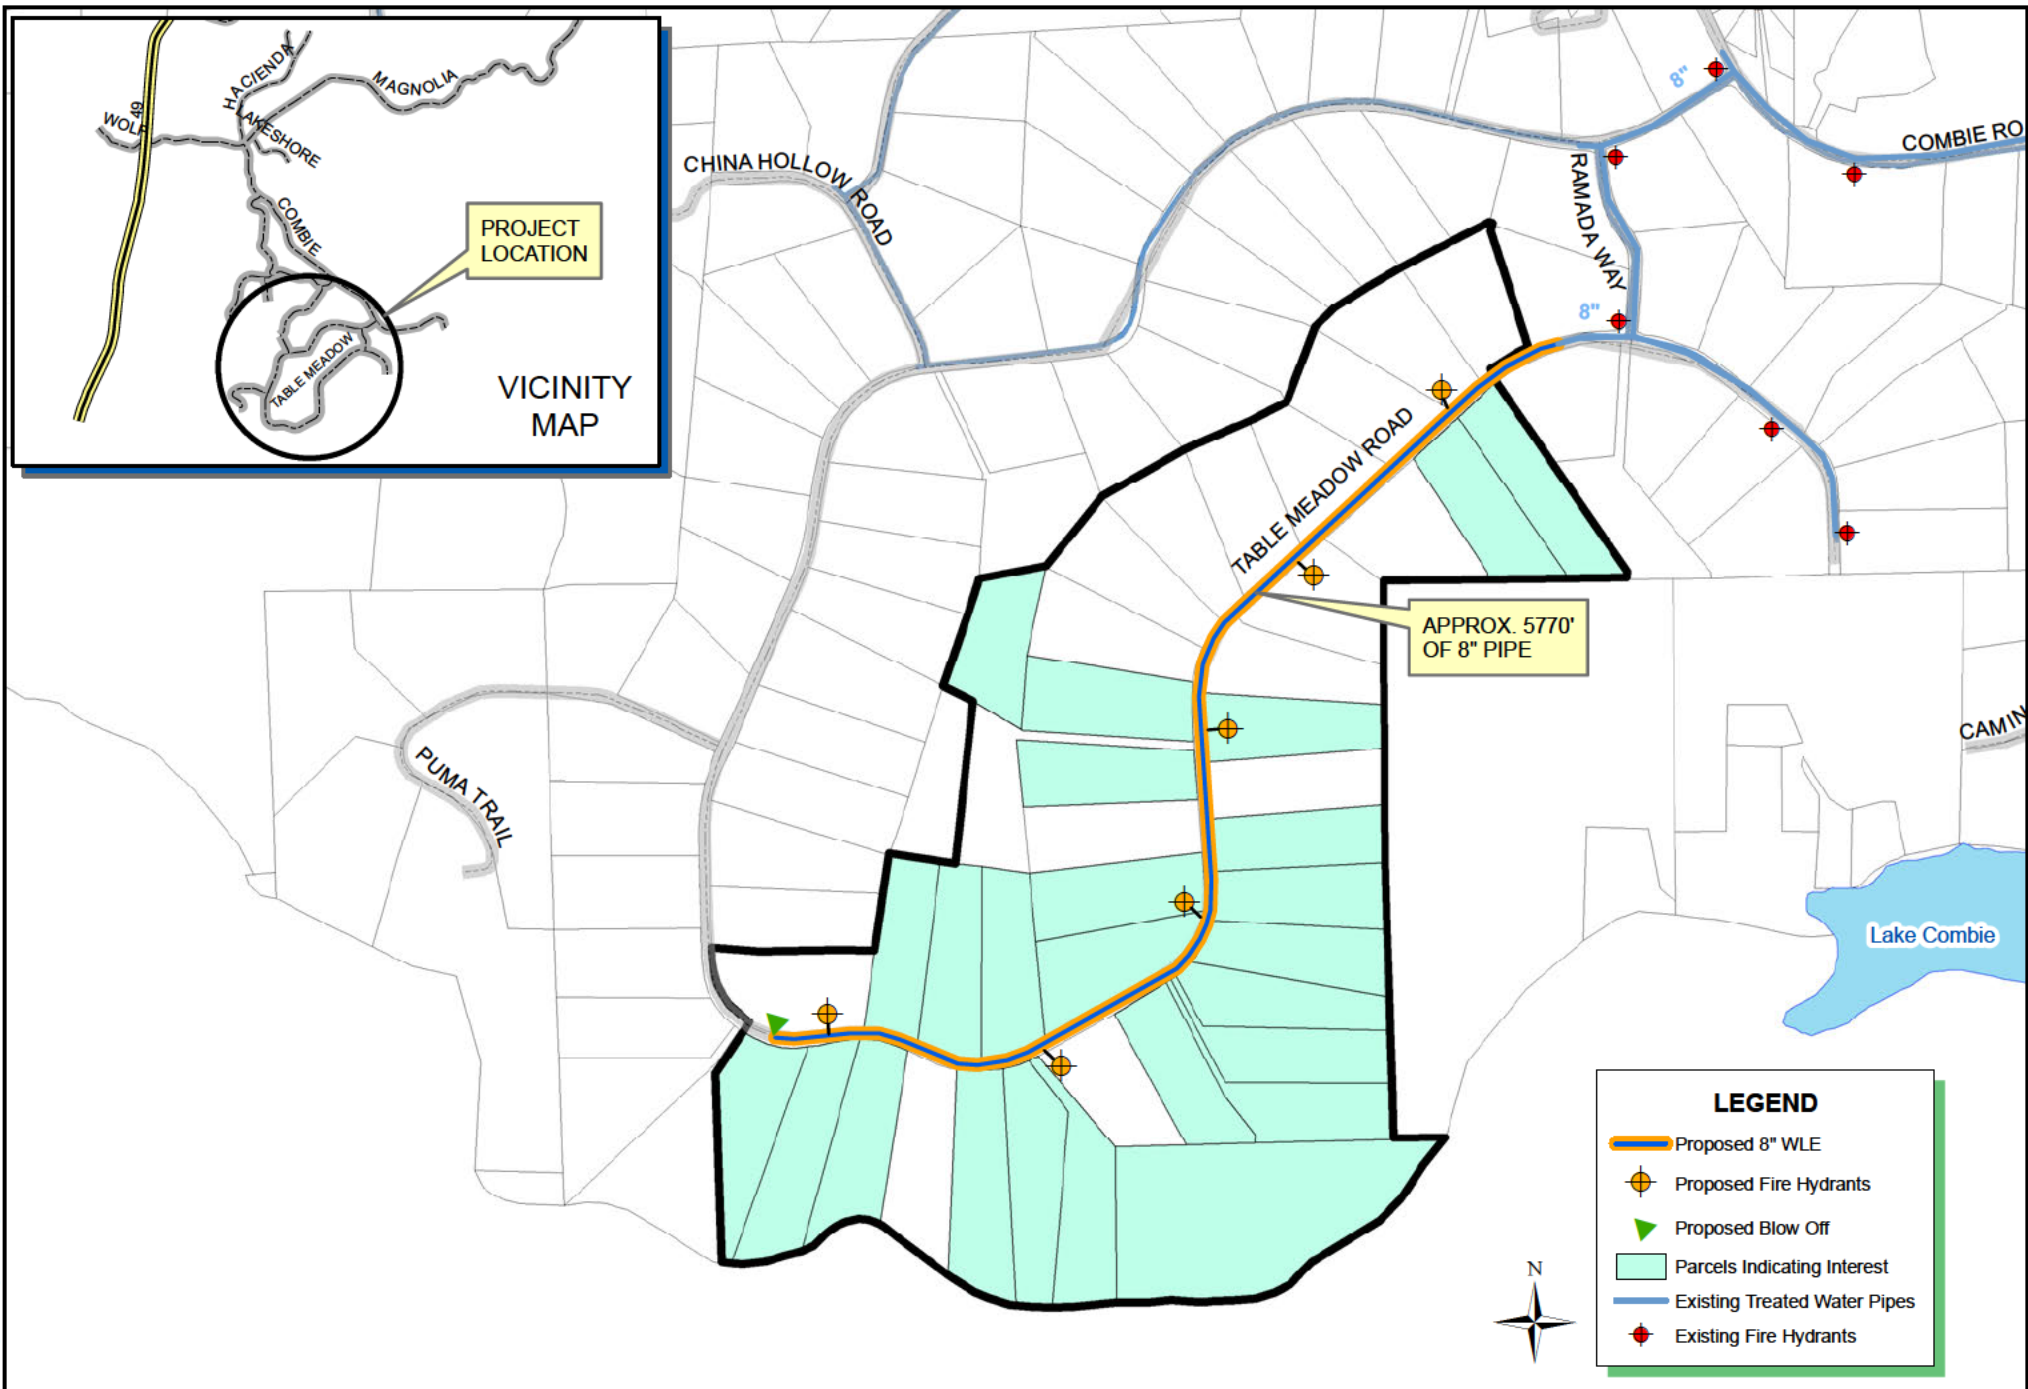 HACIENDA
MAGNOLIA
49
WOLF
LAKESHORE
COMBIE
PROJECT
LOCATION
TABLE MEADOW
VICINITY
MAP
CHINA HOLLOW ROAD
8"
COMBIE RO
RAMADA WAY
8"
TABLE MEADOW ROAD
APPROX. 5770'
OF 8" PIPE
PUMA TRAIL
CAMIN
Lake Combie
LEGEND
Proposed 8" WLE
Proposed Fire Hydrants
Proposed Blow Off
Parcels Indicating Interest
Existing Treated Water Pipes
Existing Fire Hydrants
N